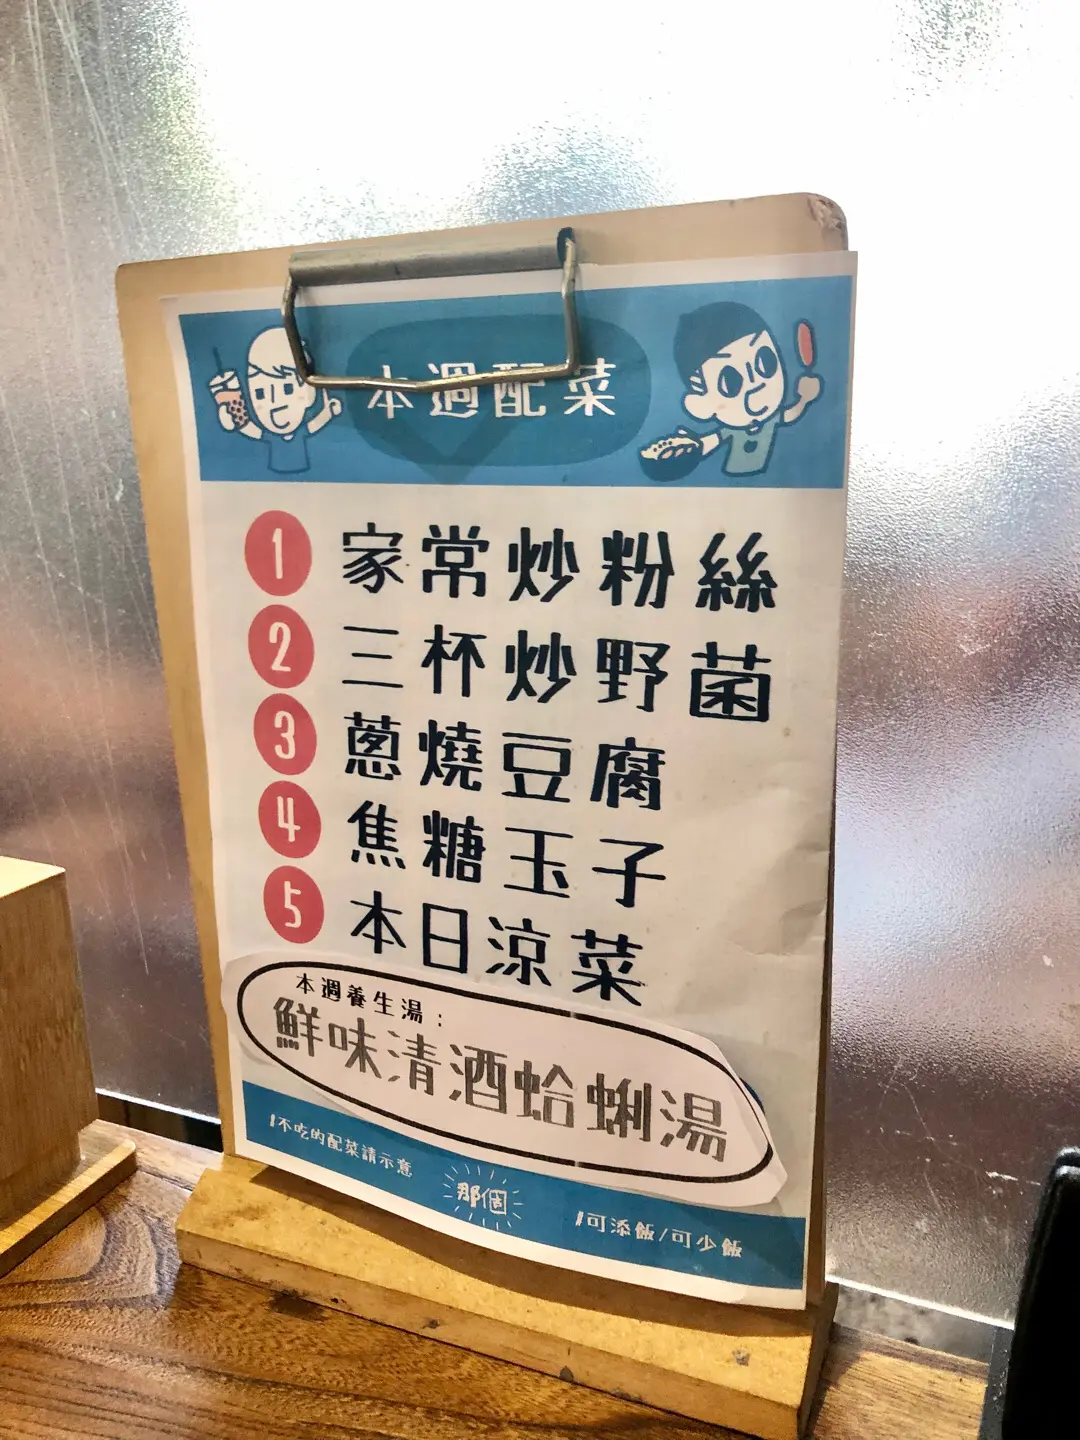 本週配菜
1 家常炒粉絲
2 三杯炒野菌
3 蔥燒豆腐
4 焦糖玉子
5 本日涼菜
本週養生湯：
鮮味清酒蛤蜊湯
/不吃的配菜請示意
那個
/可添飯/可少飯